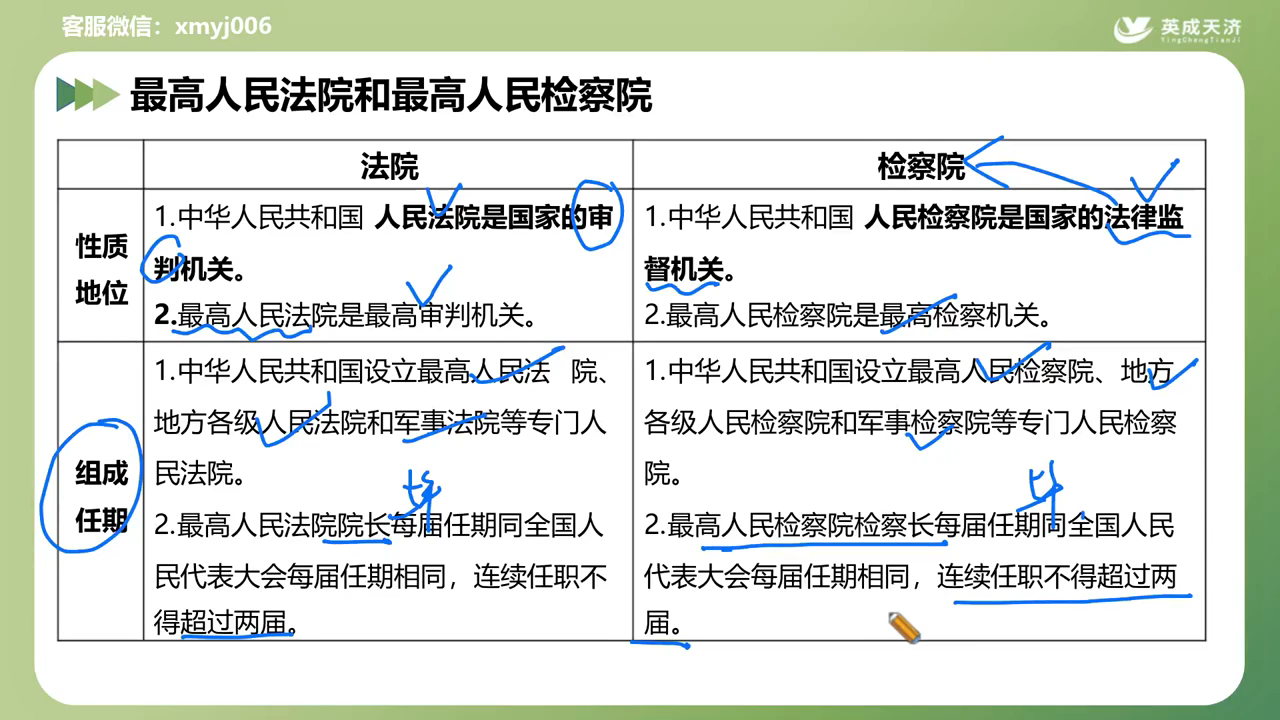 客服微信：xmyj006
英成天济
YingChengTianJi
最高人民法院和最高人民检察院
法院
检察院
性质
地位
1.中华人民共和国 人民法院是国家的审
判机关。
2.最高人民法院是最高审判机关。
1.中华人民共和国 人民检察院是国家的法律监
督机关。
2.最高人民检察院是最高检察机关。
组成
任期
1.中华人民共和国设立最高人民法 院、
地方各级人民法院和军事法院等专门人
民法院。
2.最高人民法院院长每届任期同全国人
民代表大会每届任期相同，连续任职不
得超过两届。
1.中华人民共和国设立最高人民检察院、地方
各级人民检察院和军事检察院等专门人民检察
院。
2.最高人民检察院检察长每届任期同全国人民
代表大会每届任期相同，连续任职不得超过两
届。